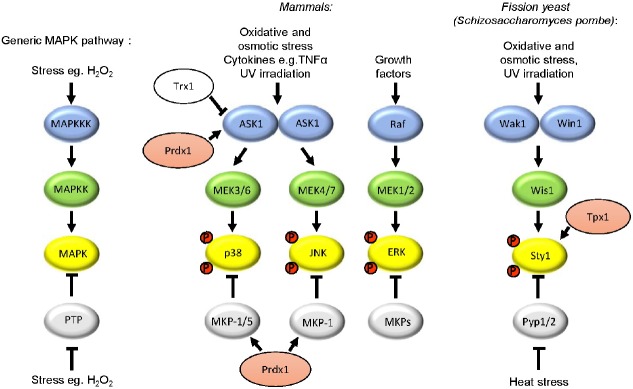 Mammals:
Fission yeast
(Schizosaccharomyces pombe):
Generic MAPK pathway :
Oxidative and
osmotic stress
Cytokines e.g.TNFα
UV irradiation
Growth
factors
Oxidative and
osmotic stress,
UV irradiation
Stress eg. H₂O₂
Trx1
MAPKKK
ASK1
ASK1
Raf
Wak1
Win1
Prdx1
MAPKK
MEK3/6
MEK4/7
MEK1/2
Wis1
Tpx1
MAPK
P
P
p38
P
P
JNK
P
P
ERK
P
P
Sty1
PTP
MKP-1/5
MKP-1
MKPs
Pyp1/2
Prdx1
Stress eg. H₂O₂
Heat stress